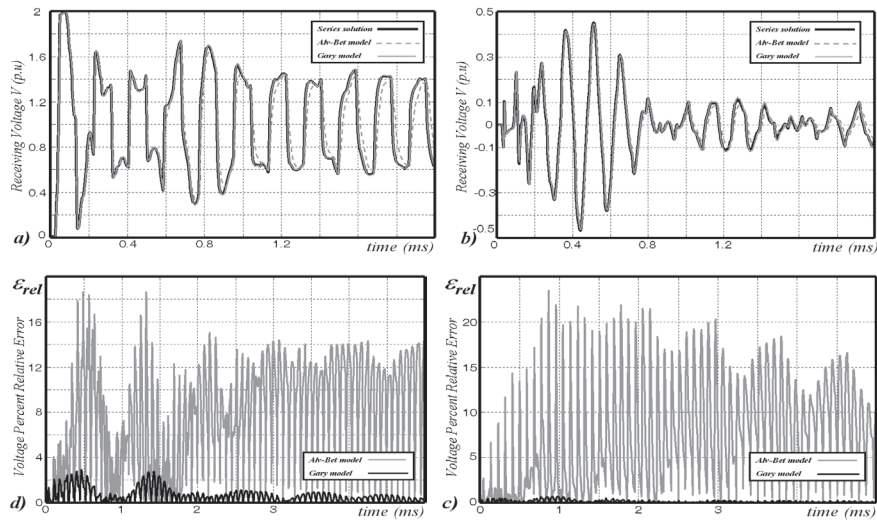 2
1.6
1.2
0.8
0.4
0
Receiving Voltage V (p.u)
Series solution
Alv-Bet model
Gary model
0.4
0.8
1.2
time (ms)
a)
0.5
0.3
0.1
0
-0.1
-0.3
-0.5
Receiving Voltage V (p.u)
Series solution
Alv-Bet model
Gary model
0
0.4
0.8
1.2
time (ms)
b)
εrel
16
12
8
4
0
Voltage Percent Relative Error
Alv-Bet model
Gary model
0
1
2
3
time (ms)
d)
εrel
20
15
10
5
0
Voltage Percent Relative Error
Alv-Bet model
Gary model
0
1
2
3
time (ms)
c)